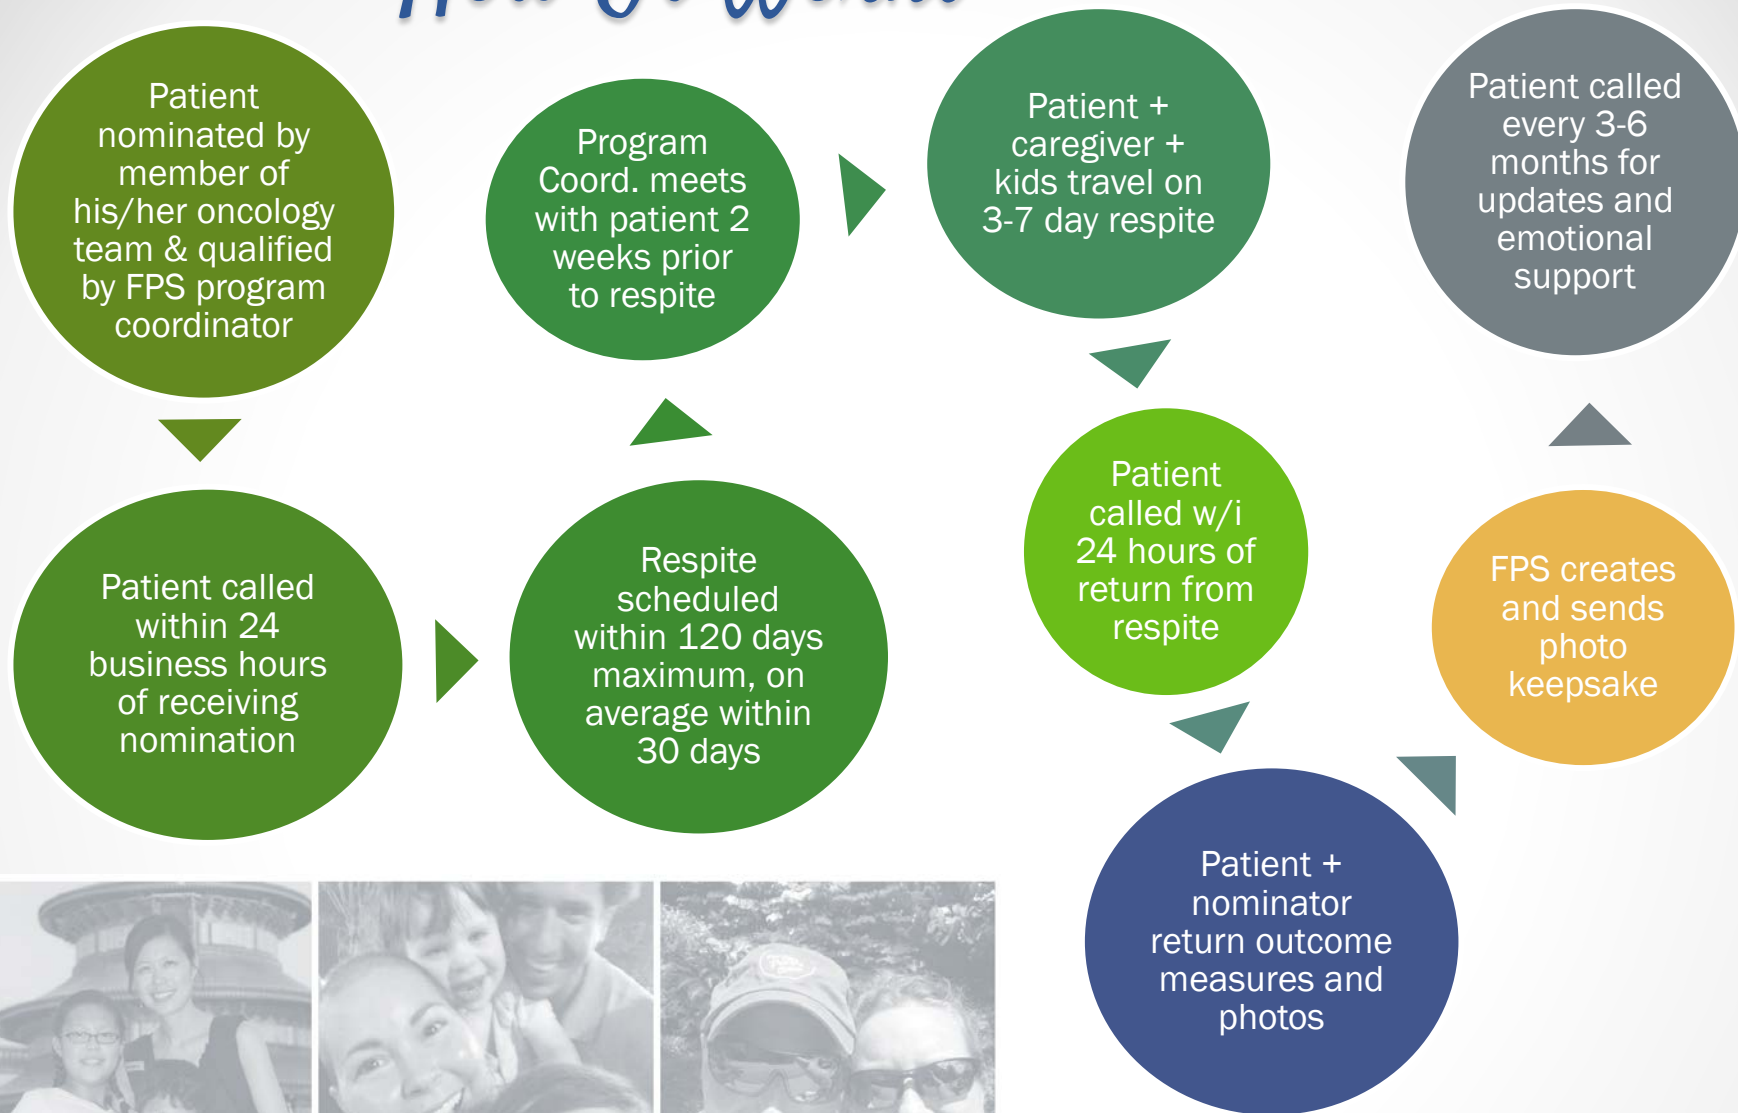 How It Works
Patient
nominated by
member of
his/her oncology
team & qualified
by FPS program
coordinator
Patient called
within 24
business hours
of receiving
nomination
Respite
scheduled
within 120 days
maximum, on
average within
30 days
Program
Coord. meets
with patient 2
weeks prior
to respite
Patient +
caregiver +
kids travel on
3-7 day respite
Patient
called w/i
24 hours of
return from
respite
Patient +
nominator
return outcome
measures and
photos
FPS creates
and sends
photo
keepsake
Patient called
every 3-6
months for
updates and
emotional
support